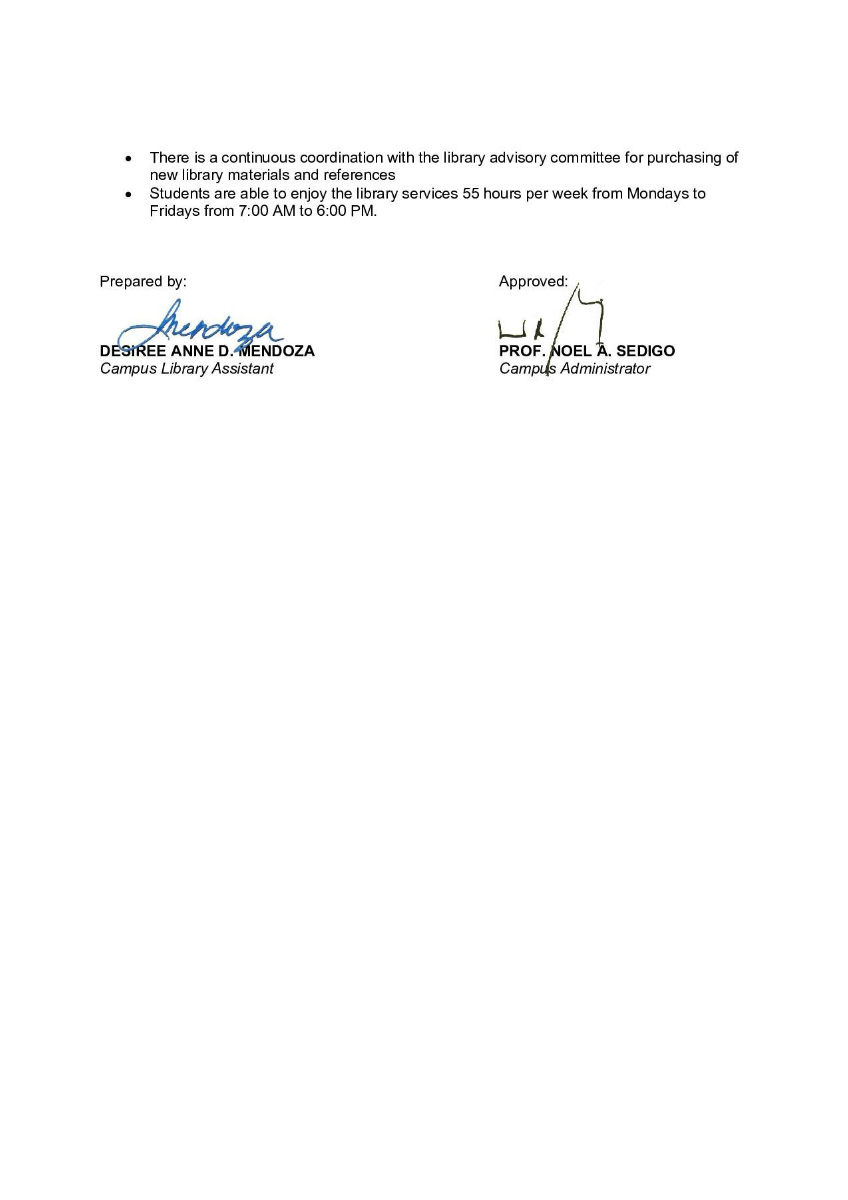 • There is a continuous coordination with the library advisory committee for purchasing of
new library materials and references
• Students are able to enjoy the library services 55 hours per week from Mondays to
Fridays from 7:00 AM to 6:00 PM.
Prepared by:
Approved:
Mendoza
DESIREE ANNE D. MENDOZA
PROF. NOEL A. SEDIGO
Campus Library Assistant
Campus Administrator